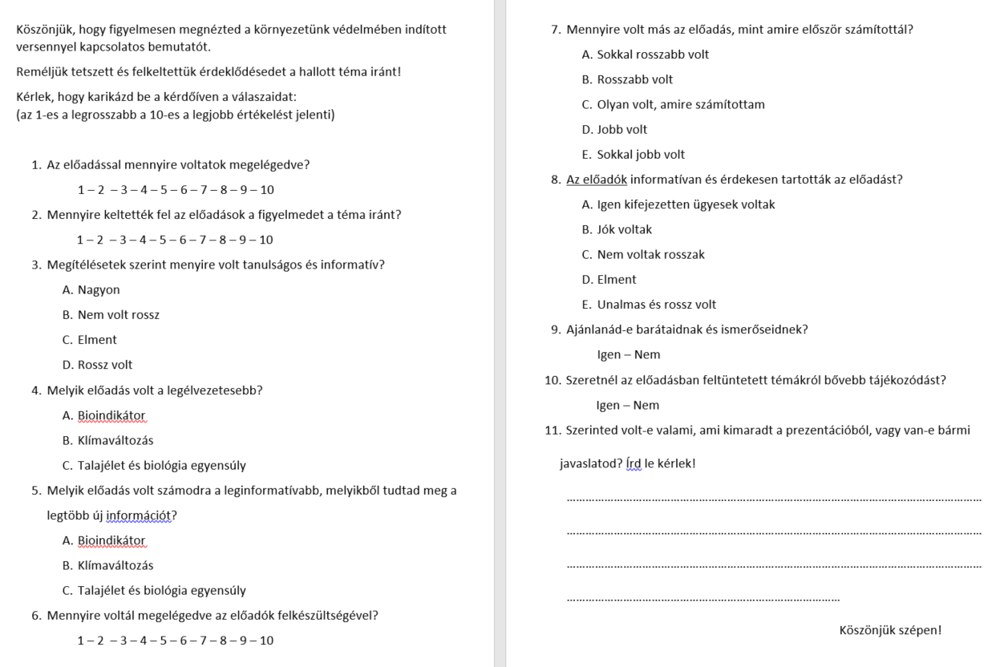 Köszönjük, hogy figyelmesen megnézted a környezetünk védelmében indított
versennyel kapcsolatos bemutatót.
Reméljük tetszett és felkeltettük érdeklődésedet a hallott téma iránt!
Kérlek, hogy karikázd be a kérdőíven a válaszaidat:
(az 1-es a legrosszabb a 10-es a legjobb értékelést jelenti)
1. Az előadással mennyire voltatok megelégedve?
1 – 2 – 3 – 4 – 5 – 6 – 7 – 8 – 9 – 10
2. Mennyire keltették fel az előadások a figyelmedet a téma iránt?
1 – 2 – 3 – 4 – 5 – 6 – 7 – 8 – 9 – 10
3. Megítélésetek szerint menyire volt tanulságos és informatív?
A. Nagyon
B. Nem volt rossz
C. Elment
D. Rossz volt
4. Melyik előadás volt a legélvezetesebb?
A. Bioindikátor
B. Klímaváltozás
C. Talajélet és biológia egyensúly
5. Melyik előadás volt számodra a leginformatívabb, melyikből tudtad meg a
legtöbb új információt?
A. Bioindikátor
B. Klímaváltozás
C. Talajélet és biológia egyensúly
6. Mennyire voltál megelégedve az előadók felkészültségével?
1 – 2 – 3 – 4 – 5 – 6 – 7 – 8 – 9 – 10
7. Mennyire volt más az előadás, mint amire először számítottál?
A. Sokkal rosszabb volt
B. Rosszabb volt
C. Olyan volt, amire számítottam
D. Jobb volt
E. Sokkal jobb volt
8. Az előadók informatívan és érdekesen tartották az előadást?
A. Igen kifejezetten ügyesek voltak
B. Jók voltak
C. Nem voltak rosszak
D. Elment
E. Unalmas és rossz volt
9. Ajánlanád-e barátaidnak és ismerőseidnek?
Igen – Nem
10. Szeretnél az előadásban feltüntetett témákról bővebb tájékozódást?
Igen – Nem
11. Szerinted volt-e valami, ami kimaradt a prezentációból, vagy van-e bármi
javaslatod? Írd le kérlek!
Köszönjük szépen!